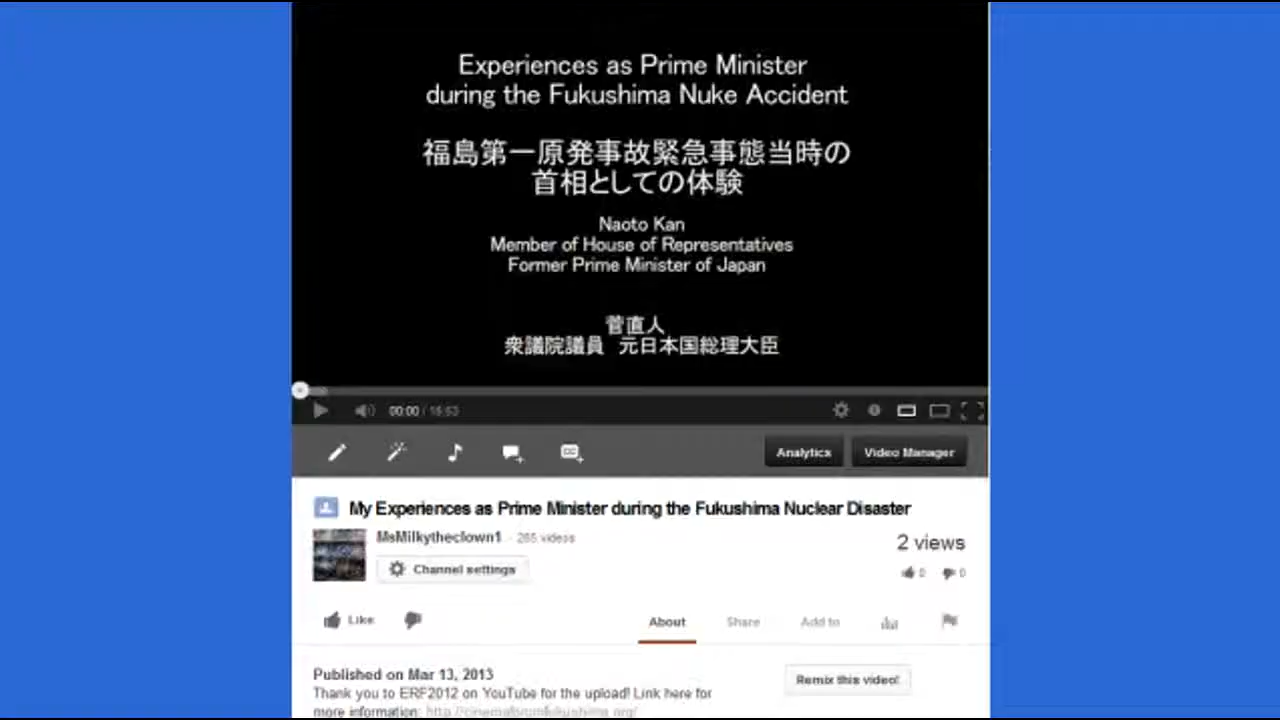 Experiences as Prime Minister
during the Fukushima Nuke Accident
福島第一原発事故緊急事態当時の
首相としての体験
Naoto Kan
Member of House of Representatives
Former Prime Minister of Japan
菅直人
衆議院議員 元日本国総理大臣
00:00 / 15:53
Analytics
Video Manager
My Experiences as Prime Minister during the Fukushima Nuclear Disaster
MsMilkytheclown1 · 265 videos
Channel settings
2 views
0 0
Like
About Share Add to
Published on Mar 13, 2013
Remix this video!
Thank you to ERF2012 on YouTube for the upload! Link here for
more information: http://cinemaforumfukushima.org/